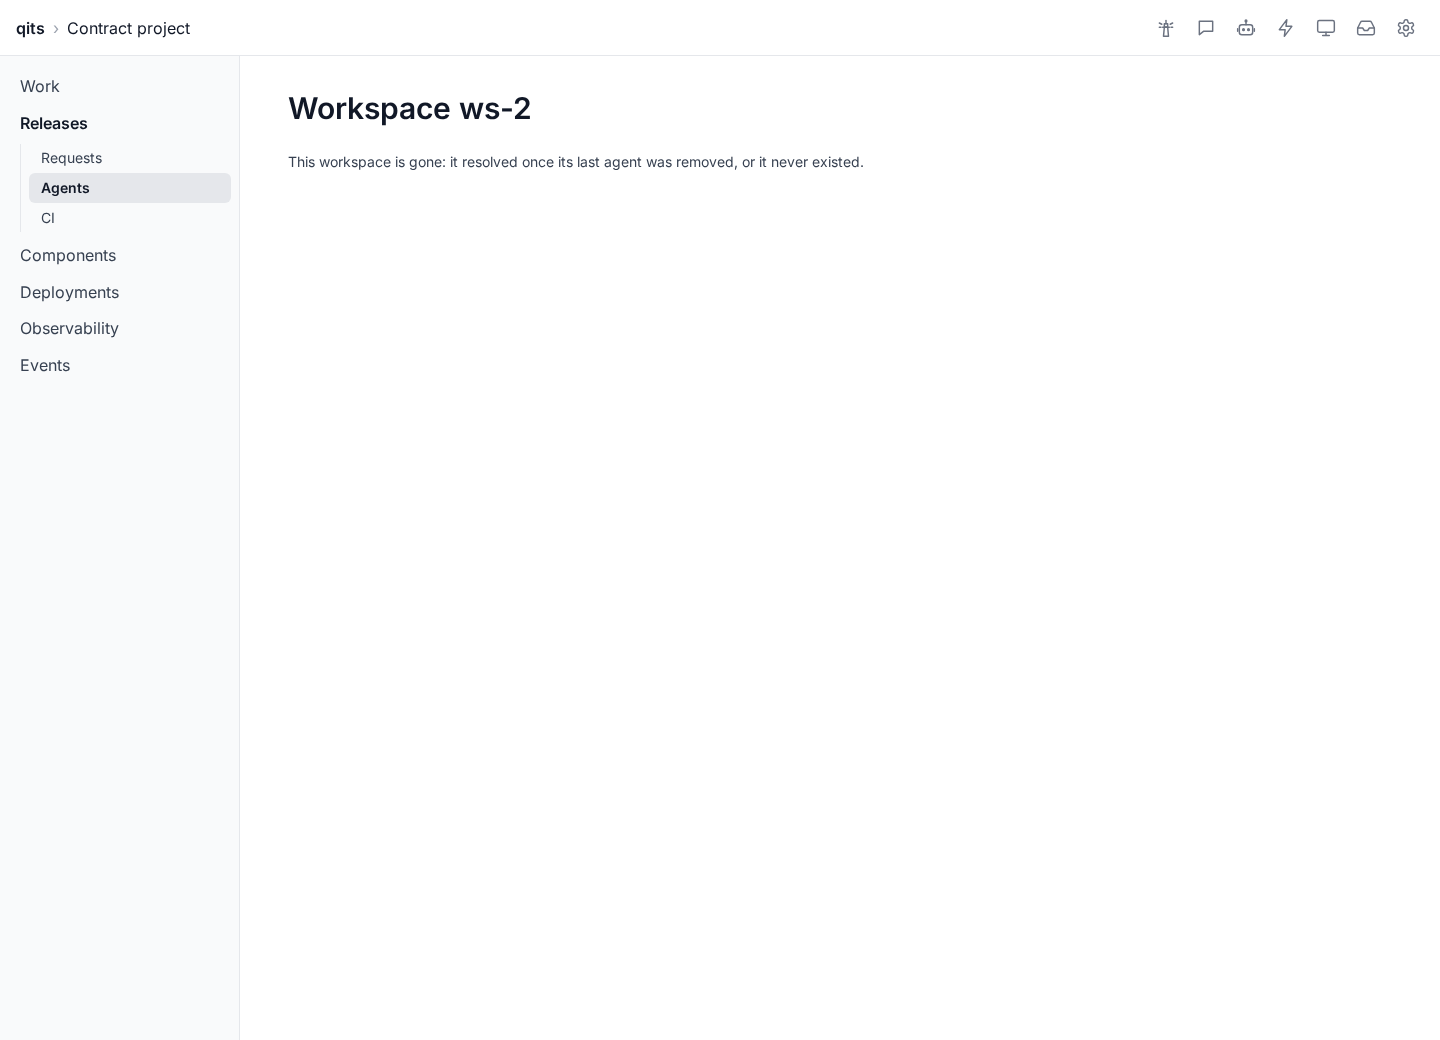 qits › Contract project
Work
Releases
Requests
Agents
CI
Components
Deployments
Observability
Events
Workspace ws-2
This workspace is gone: it resolved once its last agent was removed, or it never existed.